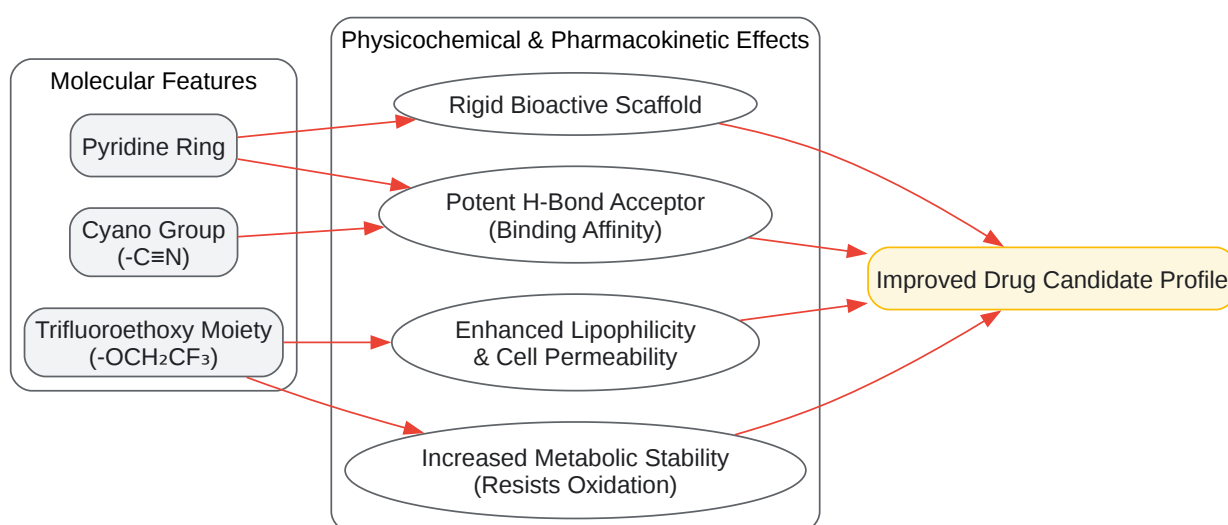 Molecular Features
Pyridine Ring
Cyano Group
(-C≡N)
Trifluoroethoxy Moiety
(-OCH₂CF₃)
Physicochemical & Pharmacokinetic Effects
Rigid Bioactive Scaffold
Potent H-Bond Acceptor
(Binding Affinity)
Enhanced Lipophilicity
& Cell Permeability
Increased Metabolic Stability
(Resists Oxidation)
Improved Drug Candidate Profile